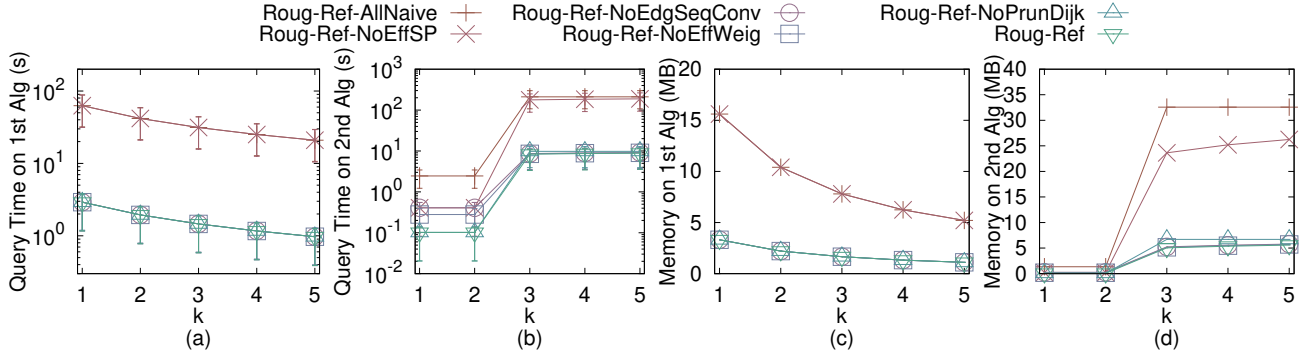 Roug-Ref-AllNaive
Roug-Ref-NoEffSP
Roug-Ref-NoEdgSeqConv
Roug-Ref-NoEffWeig
Roug-Ref-NoPrunDijk
Roug-Ref
Query Time on 1st Alg (s)
10^2
10^1
10^0
1 2 3 4 5
k
(a)
Query Time on 2nd Alg (s)
10^3
10^2
10^1
10^0
10^-1
10^-2
1 2 3 4 5
k
(b)
Memory on 1st Alg (MB)
20
15
10
5
0
1 2 3 4 5
k
(c)
Memory on 2nd Alg (MB)
40
35
30
25
20
15
10
5
0
1 2 3 4 5
k
(d)